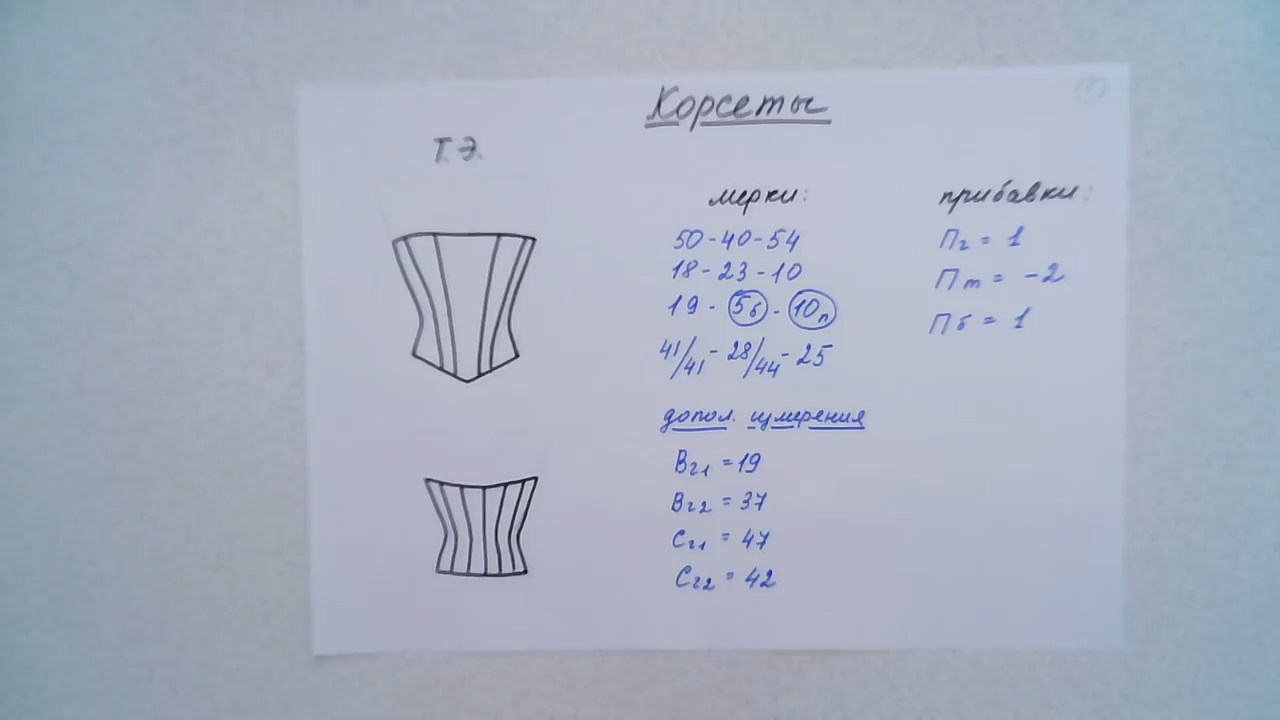 Корсеты
Т.Э.
мерки:
50-40-54
18-23-10
19 - 5б - 10п
41/41 - 28/44 - 25
допол. измерения
Вг1 = 19
Вг2 = 37
Сг1 = 47
Сг2 = 42
прибавки:
Пг = 1
Пт = -2
Пб = 1